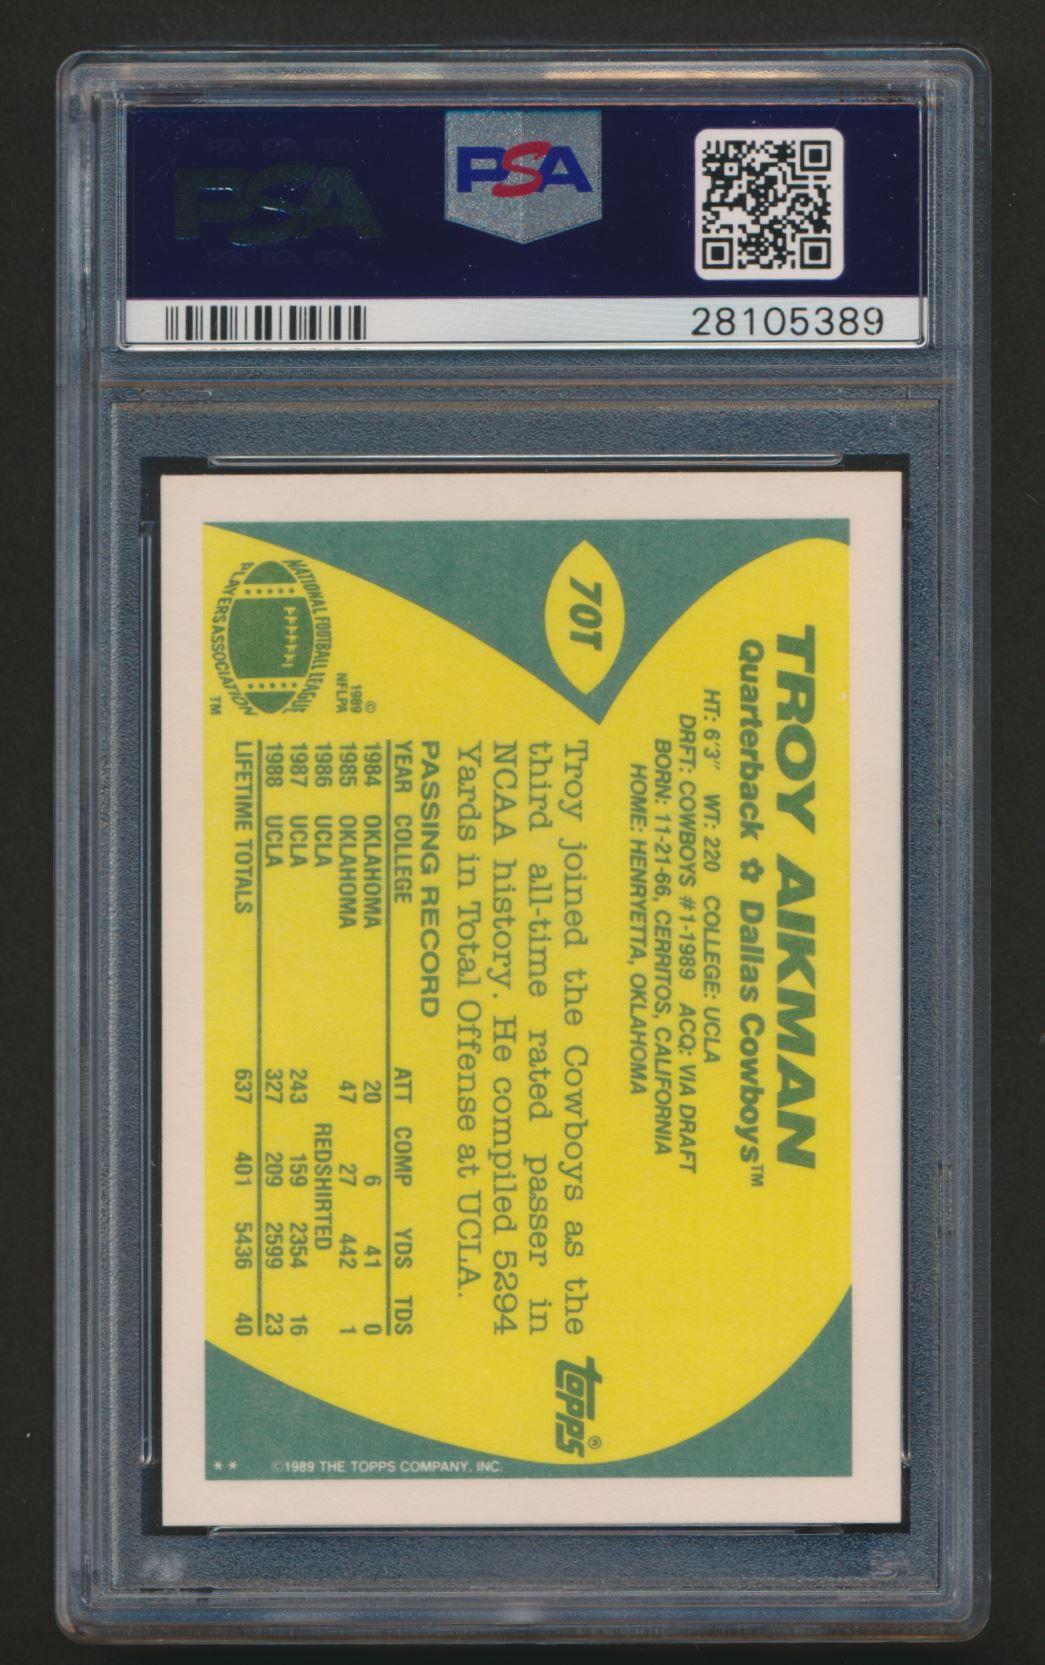 PSA
PSA
28105389
70T
TROY AIKMAN
Quarterback ✿ Dallas Cowboys™
HT: 6'3" WT: 220 COLLEGE: UCLA
DRFT: COWBOYS #1-1989 ACQ: VIA DRAFT
BORN: 11-21-66, CERRITOS, CALIFORNIA
HOME: HENRYETTA, OKLAHOMA
Troy joined the Cowboys as the
third all-time rated passer in
NCAA history. He compiled 5294
Yards in Total Offense at UCLA.
topps®
NATIONAL FOOTBALL LEAGUE
PLAYERS ASSOCIATION
TM
©
1989
NFLPA
PASSING RECORD
YEAR COLLEGE ATT COMP YDS TDS
1984 OKLAHOMA 20 6 41 0
1985 OKLAHOMA 47 27 442 1
1986 UCLA REDSHIRTED
1987 UCLA 243 159 2354 16
1988 UCLA 327 209 2599 23
LIFETIME TOTALS 637 401 5436 40
** ©1989 THE TOPPS COMPANY, INC.